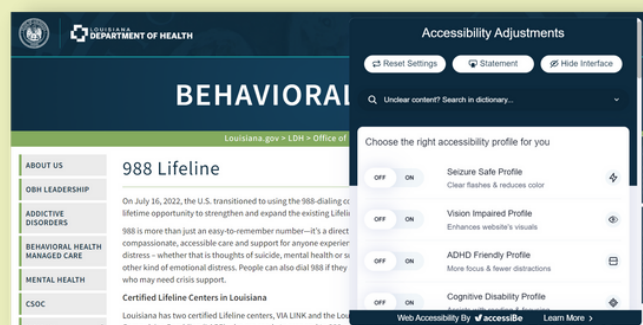 LOUISIANA
DEPARTMENT OF HEALTH
BEHAVIORAL
Louisiana.gov > LDH > Office of
ABOUT US
OBH LEADERSHIP
ADDICTIVE
DISORDERS
BEHAVIORAL HEALTH
MANAGED CARE
MENTAL HEALTH
CSOC
988 Lifeline
On July 16, 2022, the U.S. transitioned to using the 988-dialing
lifetime opportunity to strengthen and expand the existing
988 is more than just an easy-to-remember number—it's a direct
compassionate, accessible care and support for anyone
distress – whether that is thoughts of suicide, mental health or
other kind of emotional distress. People can also dial 988 if they
who may need crisis support.
Certified Lifeline Centers in Louisiana
Louisiana has two certified Lifeline centers, VIA LINK and the
Accessibility Adjustments
Reset Settings
Statement
Hide Interface
Unclear content? Search in dictionary...
Choose the right accessibility profile for you
OFF ON
Seizure Safe Profile
Clear flashes & reduces color
OFF ON
Vision Impaired Profile
Enhances website's visuals
OFF ON
ADHD Friendly Profile
More focus & fewer distractions
OFF ON
Cognitive Disability Profile
Web Accessibility By accessiBe
Learn More >